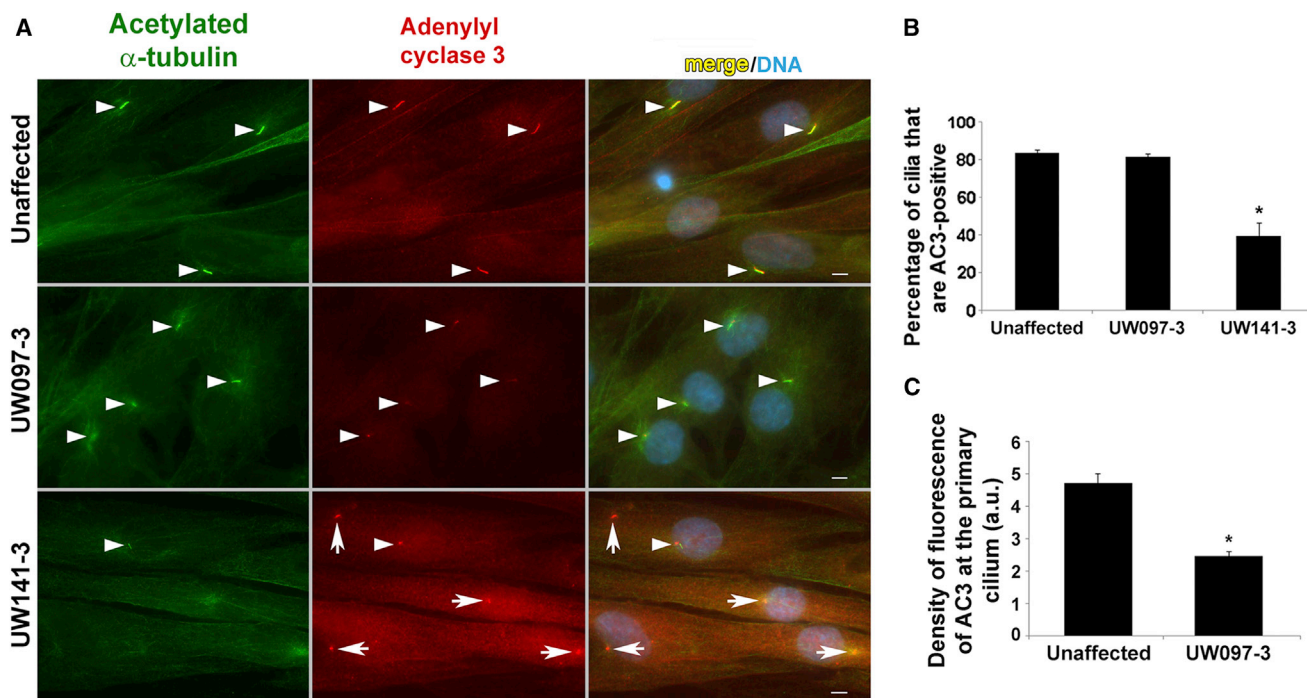 A
Acetylated
α-tubulin
Adenylyl
cyclase 3
merge/DNA
Unaffected
UW097-3
UW141-3
B
Percentage of cilia that
are AC3-positive
100
80
60
40
20
0
*
Unaffected
UW097-3
UW141-3
C
Density of fluorescence
of AC3 at the primary
cilium (a.u.)
6
5
4
3
2
1
0
*
Unaffected
UW097-3